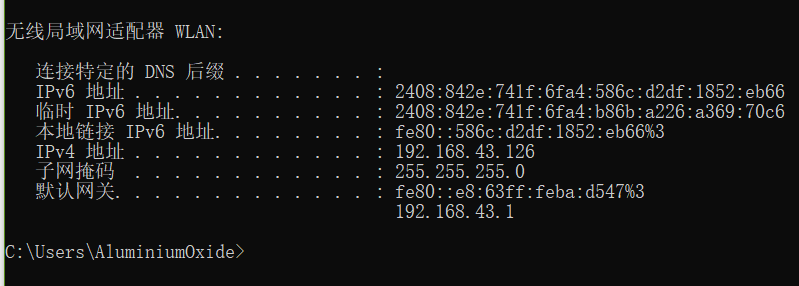 无线局域网适配器 WLAN:
连接特定的 DNS 后缀 . . . . . . . :
IPv6 地址 . . . . . . . . . . . . : 2408:842e:741f:6fa4:586c:d2df:1852:eb66
临时 IPv6 地址. . . . . . . . . . : 2408:842e:741f:6fa4:b86b:a226:a369:70c6
本地链接 IPv6 地址. . . . . . . . : fe80::586c:d2df:1852:eb66%3
IPv4 地址 . . . . . . . . . . . . : 192.168.43.126
子网掩码 . . . . . . . . . . . . : 255.255.255.0
默认网关. . . . . . . . . . . . . : fe80::e8:63ff:feba:d547%3
192.168.43.1
C:\Users\AluminiumOxide>